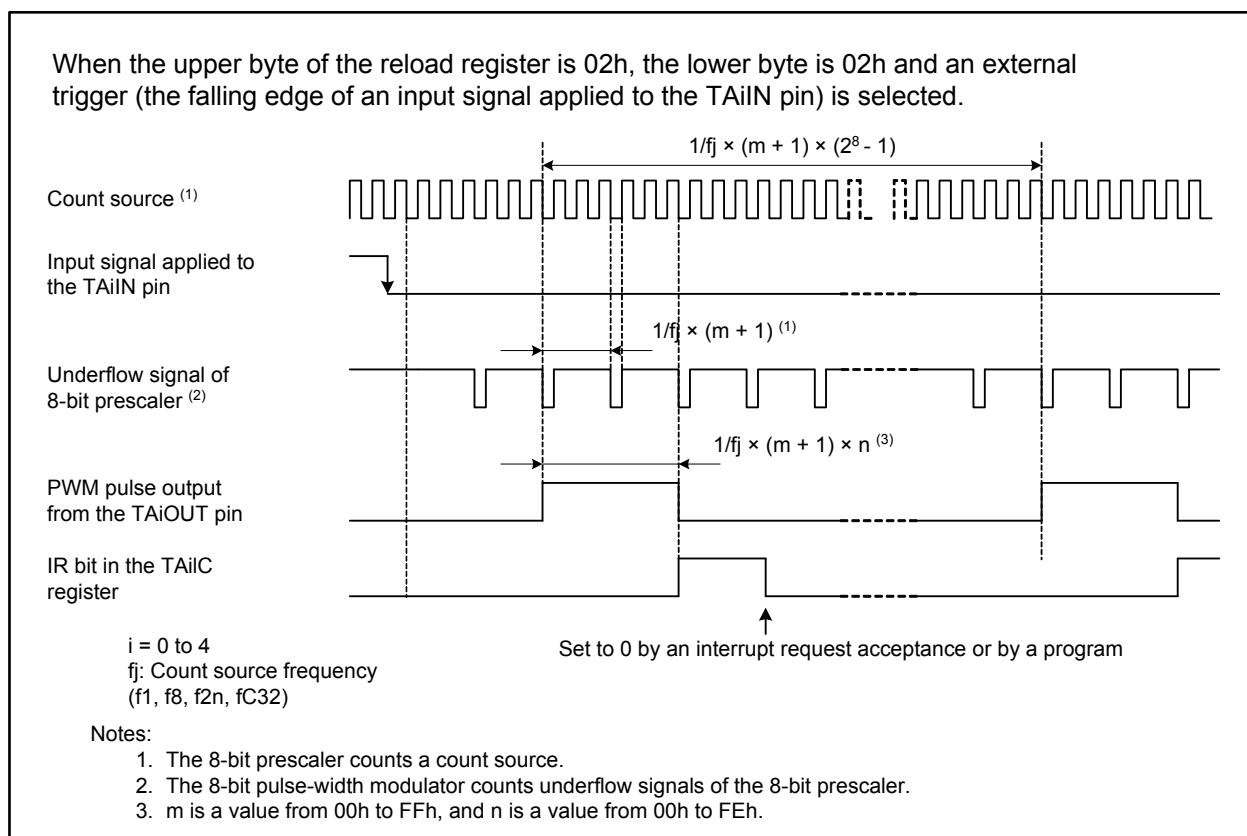 When the upper byte of the reload register is 02h, the lower byte is 02h and an external
trigger (the falling edge of an input signal applied to the TAiIN pin) is selected.
1/fj × (m + 1) × (2⁸ - 1)
Count source (1)
Input signal applied to
the TAiIN pin
1/fj × (m + 1) (1)
Underflow signal of
8-bit prescaler (2)
1/fj × (m + 1) × n (3)
PWM pulse output
from the TAiOUT pin
IR bit in the TAiIC
register
Set to 0 by an interrupt request acceptance or by a program
i = 0 to 4
fj: Count source frequency
(f1, f8, f2n, fC32)
Notes:
1. The 8-bit prescaler counts a count source.
2. The 8-bit pulse-width modulator counts underflow signals of the 8-bit prescaler.
3. m is a value from 00h to FFh, and n is a value from 00h to FEh.